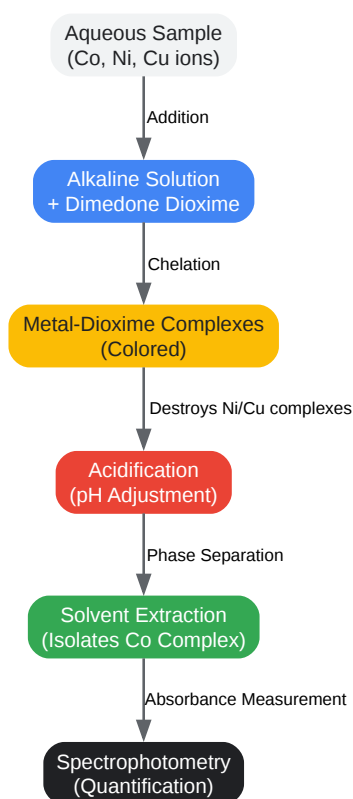 Aqueous Sample
(Co, Ni, Cu ions)
Addition
Alkaline Solution
+ Dimedone Dioxime
Chelation
Metal-Dioxime Complexes
(Colored)
Destroys Ni/Cu complexes
Acidification
(pH Adjustment)
Phase Separation
Solvent Extraction
(Isolates Co Complex)
Absorbance Measurement
Spectrophotometry
(Quantification)